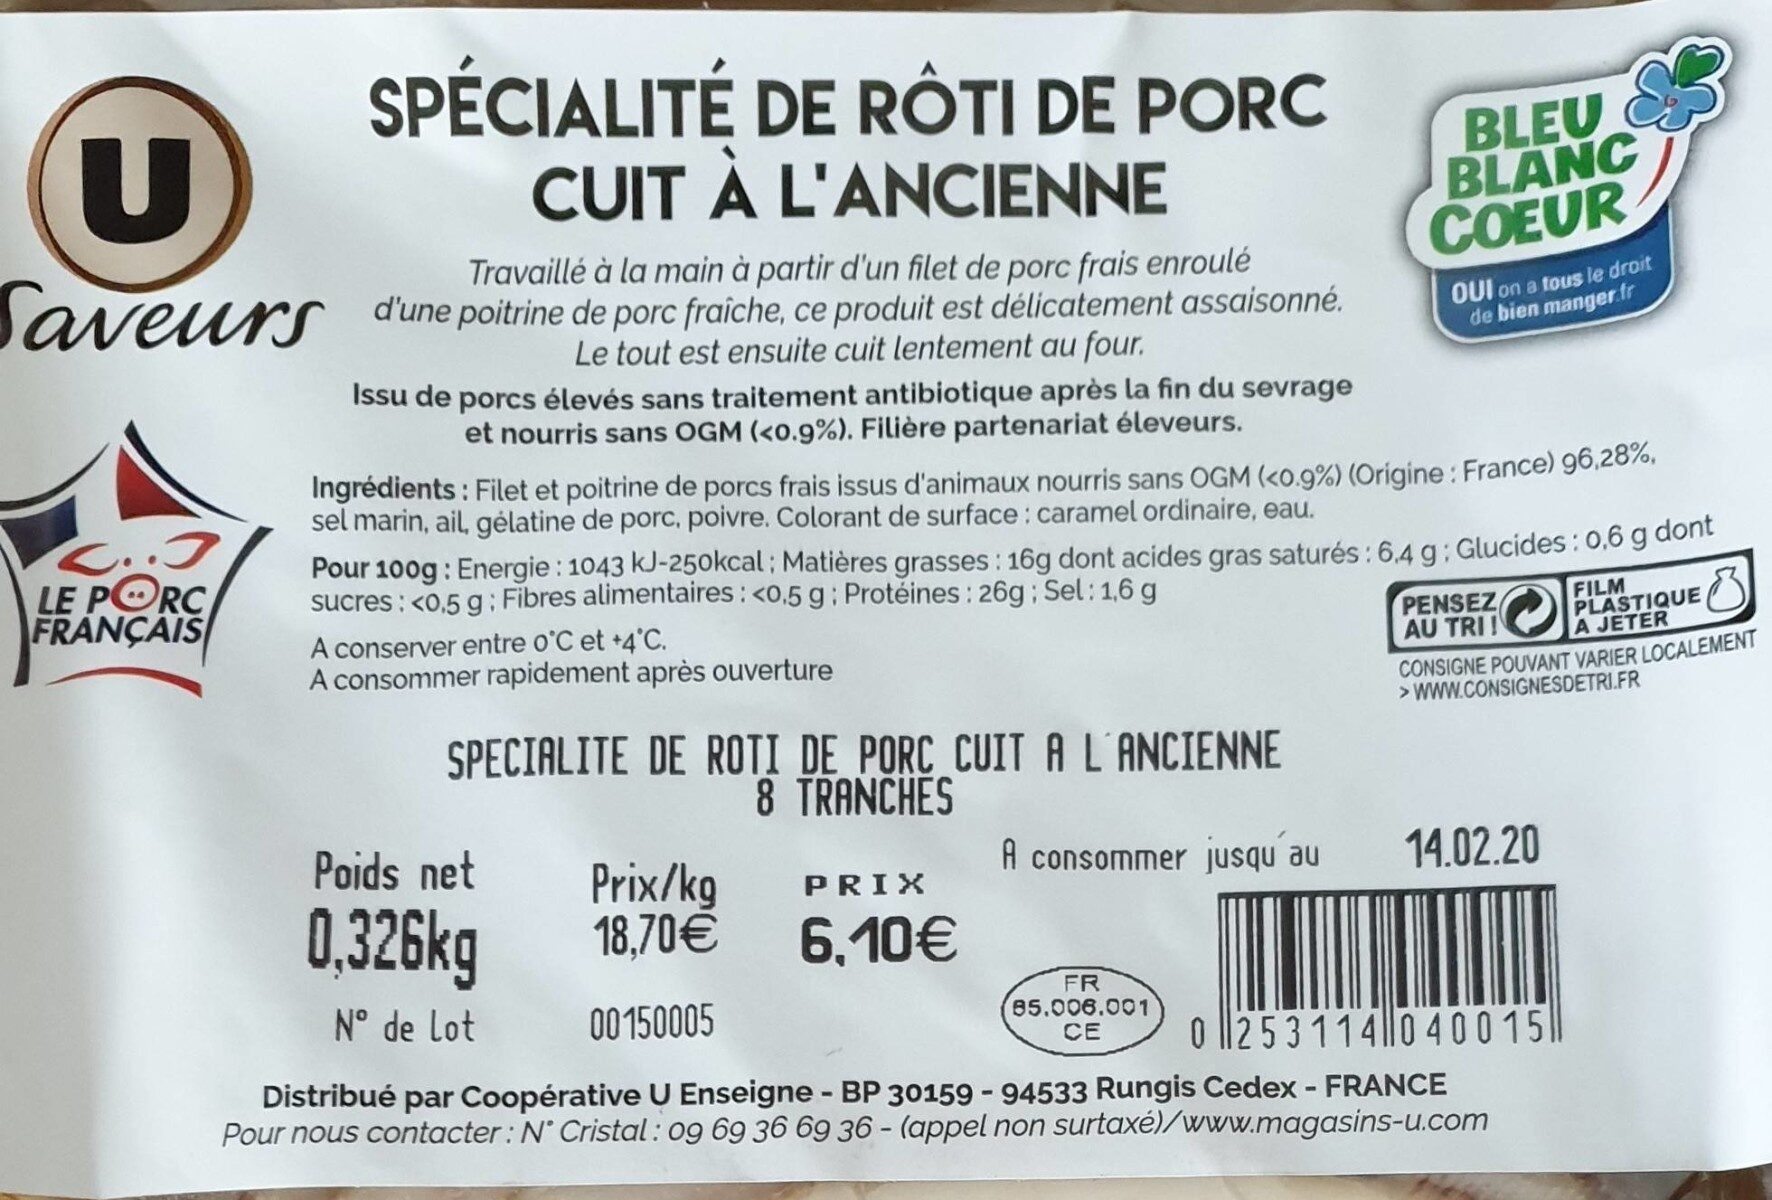 U
Saveurs
SPÉCIALITÉ DE RÔTI DE PORC
CUIT À L'ANCIENNE
BLEU
BLANC
COEUR
OUI on a tous le droit
de bien manger.fr
Travaillé à la main à partir d'un filet de porc frais enroulé
d'une poitrine de porc fraîche, ce produit est délicatement assaisonné.
Le tout est ensuite cuit lentement au four.
Issu de porcs élevés sans traitement antibiotique après la fin du sevrage
et nourris sans OGM (<0.9%). Filière partenariat éleveurs.
LE PORC
FRANÇAIS
Ingrédients : Filet et poitrine de porcs frais issus d'animaux nourris sans OGM (<0.9%) (Origine : France) 96,28%,
sel marin, ail, gélatine de porc, poivre. Colorant de surface : caramel ordinaire, eau.
Pour 100g : Energie : 1043 kJ-250kcal ; Matières grasses : 16g dont acides gras saturés : 6,4 g ; Glucides : 0,6 g dont
sucres : <0,5 g ; Fibres alimentaires : <0,5 g ; Protéines : 26g ; Sel : 1,6 g
A conserver entre 0°C et +4°C.
A consommer rapidement après ouverture
PENSEZ
AU TRI !
FILM
PLASTIQUE
À JETER
CONSIGNE POUVANT VARIER LOCALEMENT
> WWW.CONSIGNESDETRI.FR
SPECIALITE DE ROTI DE PORC CUIT A L'ANCIENNE
8 TRANCHES
Poids net
0,326kg
Prix/kg
18,70€
PRIX
6,10€
A consommer jusqu'au 14.02.20
N° de Lot 00150005
FR
85.006.001
CE
0 253114 040015
Distribué par Coopérative U Enseigne - BP 30159 - 94533 Rungis Cedex - FRANCE
Pour nous contacter : N° Cristal : 09 69 36 69 36 - (appel non surtaxé)/www.magasins-u.com